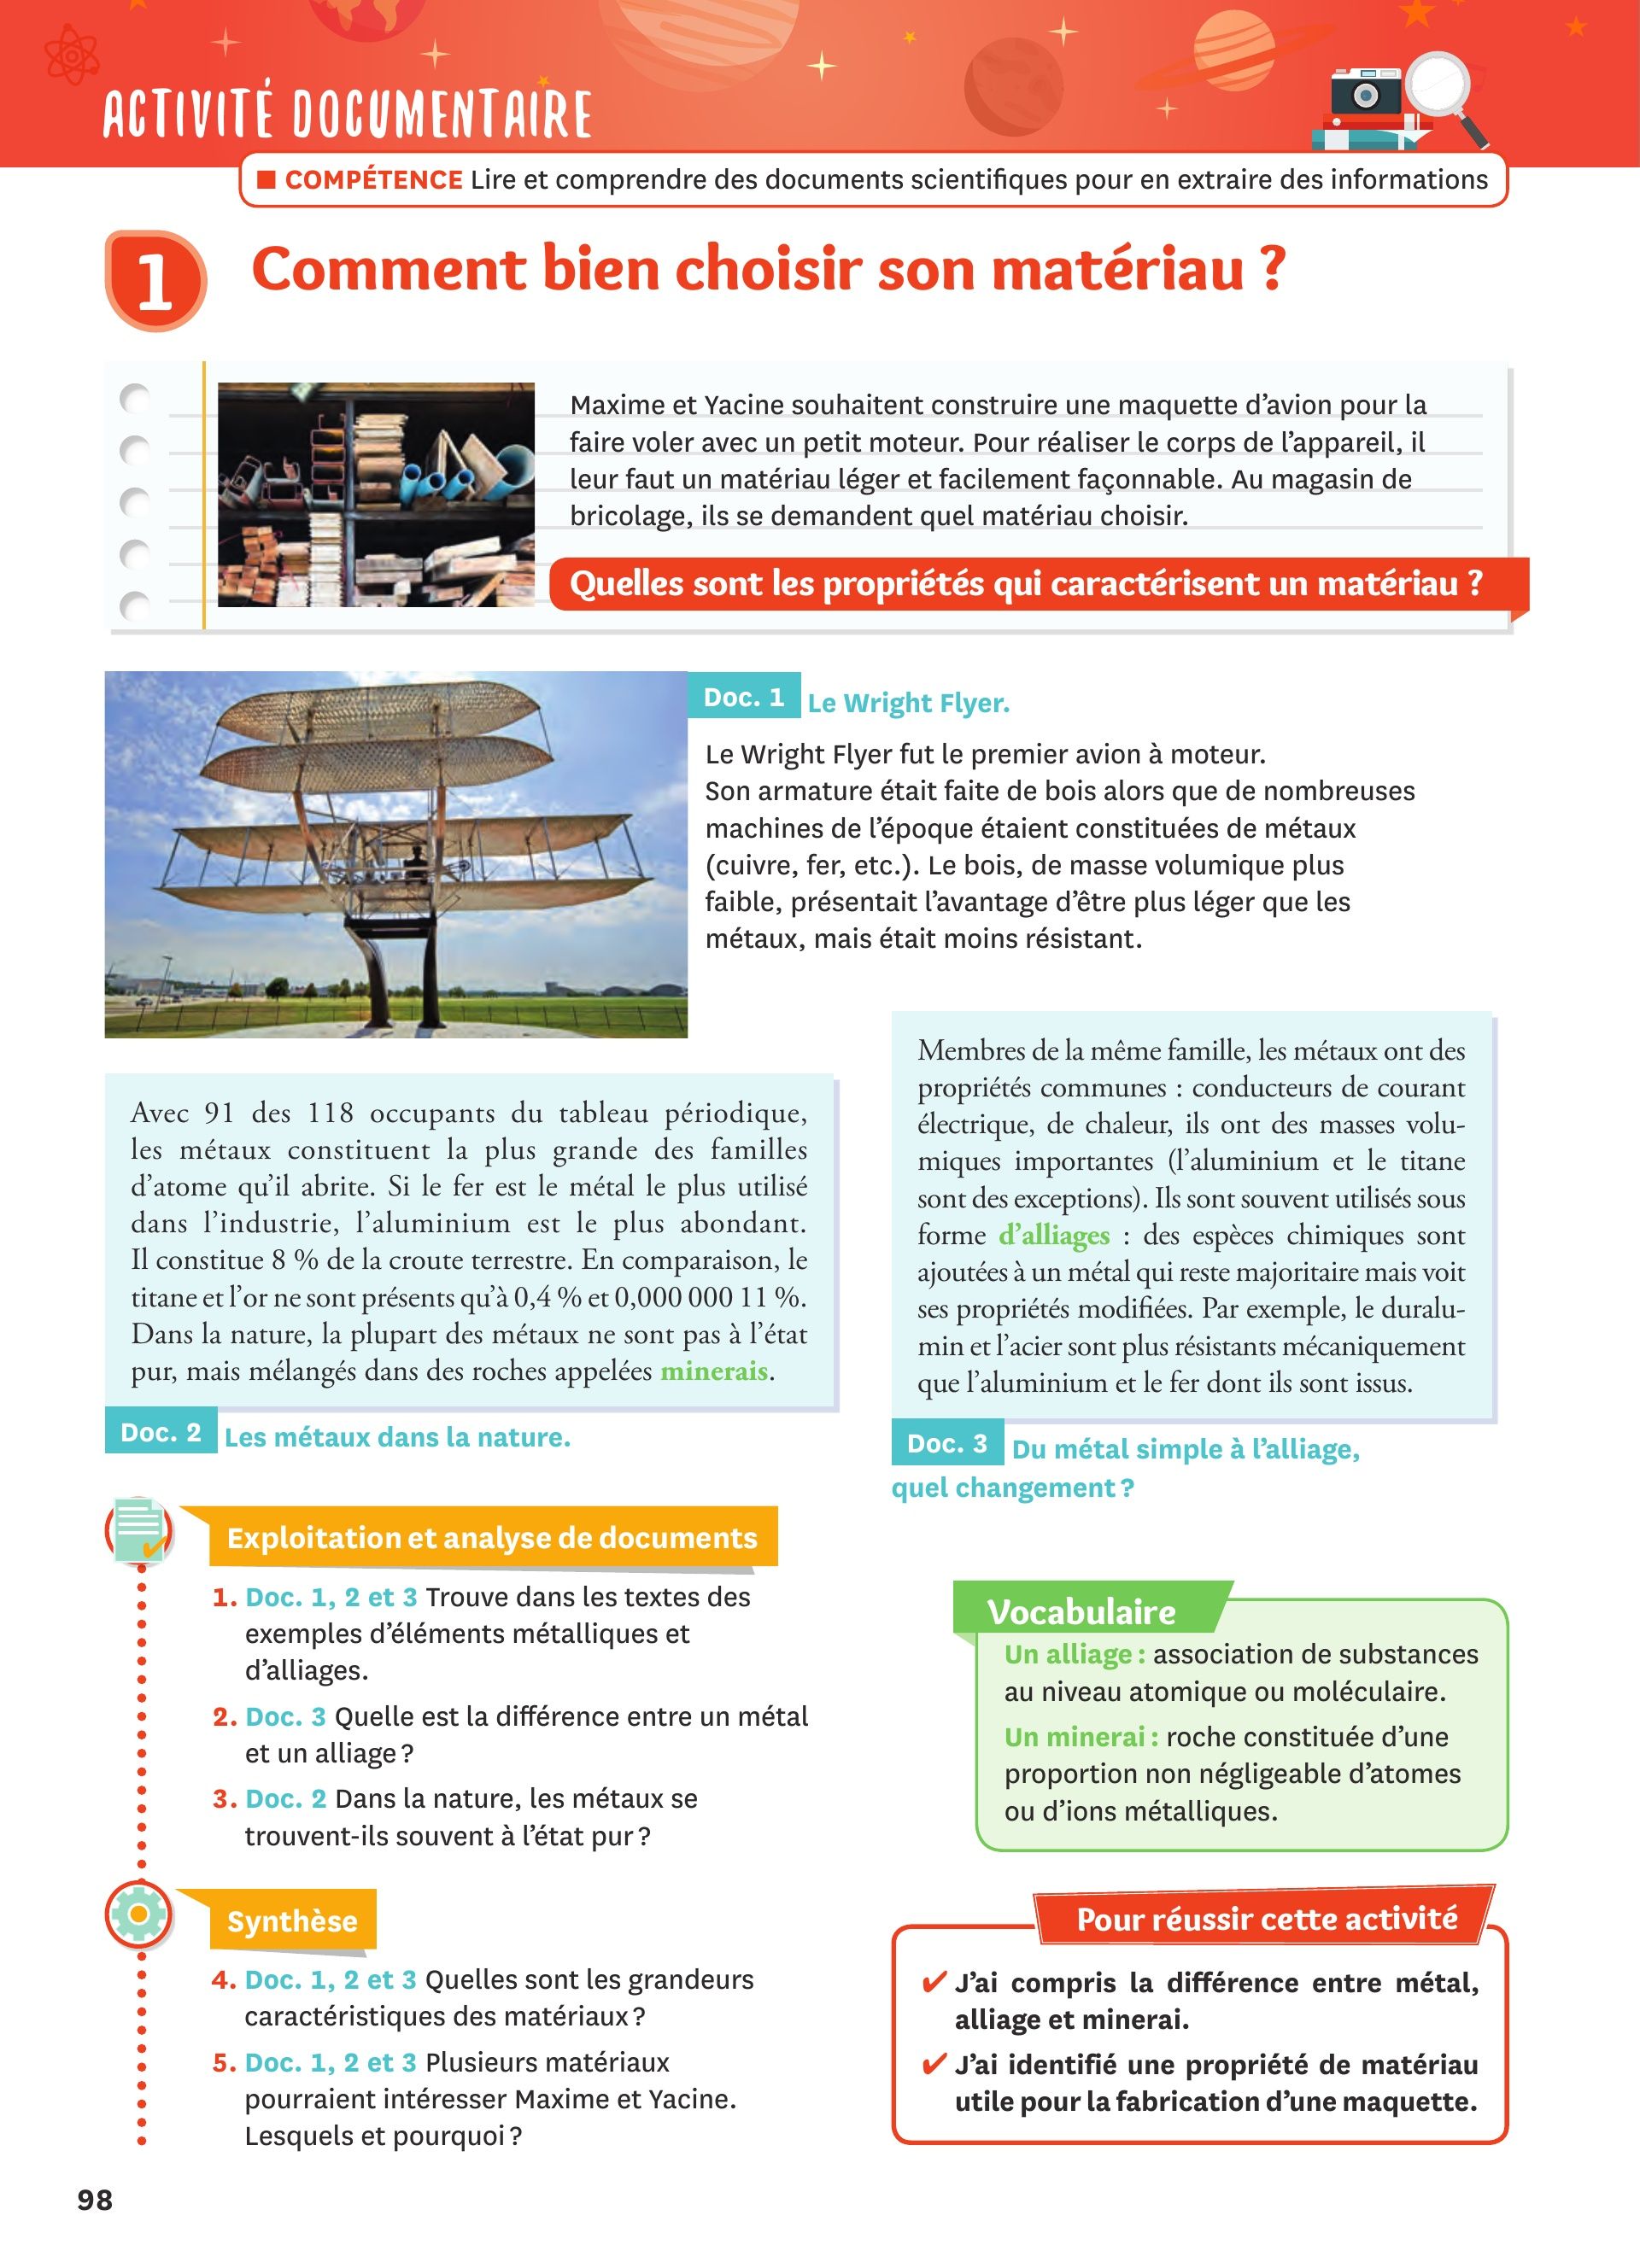 ACTIVITÉ DOCUMENTAIRE
■ COMPÉTENCE Lire et comprendre des documents scientifiques pour en extraire des informations
1
Comment bien choisir son matériau ?
Maxime et Yacine souhaitent construire une maquette d'avion pour la
faire voler avec un petit moteur. Pour réaliser le corps de l'appareil, il
leur faut un matériau léger et facilement façonnable. Au magasin de
bricolage, ils se demandent quel matériau choisir.
Quelles sont les propriétés qui caractérisent un matériau ?
Doc. 1 Le Wright Flyer.
Le Wright Flyer fut le premier avion à moteur.
Son armature était faite de bois alors que de nombreuses
machines de l'époque étaient constituées de métaux
(cuivre, fer, etc.). Le bois, de masse volumique plus
faible, présentait l'avantage d'être plus léger que les
métaux, mais était moins résistant.
Avec 91 des 118 occupants du tableau périodique,
les métaux constituent la plus grande des familles
d'atome qu'il abrite. Si le fer est le métal le plus utilisé
dans l'industrie, l'aluminium est le plus abondant.
Il constitue 8 % de la croute terrestre. En comparaison, le
titane et l'or ne sont présents qu'à 0,4 % et 0,000 000 11 %.
Dans la nature, la plupart des métaux ne sont pas à l'état
pur, mais mélangés dans des roches appelées minerais.
Doc. 2 Les métaux dans la nature.
Membres de la même famille, les métaux ont des
propriétés communes : conducteurs de courant
électrique, de chaleur, ils ont des masses volu-
miques importantes (l'aluminium et le titane
sont des exceptions). Ils sont souvent utilisés sous
forme d'alliages : des espèces chimiques sont
ajoutées à un métal qui reste majoritaire mais voit
ses propriétés modifiées. Par exemple, le duralu-
min et l'acier sont plus résistants mécaniquement
que l'aluminium et le fer dont ils sont issus.
Doc. 3 Du métal simple à l'alliage,
quel changement ?
Exploitation et analyse de documents
1. Doc. 1, 2 et 3 Trouve dans les textes des
exemples d'éléments métalliques et
d'alliages.
2. Doc. 3 Quelle est la différence entre un métal
et un alliage ?
3. Doc. 2 Dans la nature, les métaux se
trouvent-ils souvent à l'état pur ?
Synthèse
4. Doc. 1, 2 et 3 Quelles sont les grandeurs
caractéristiques des matériaux ?
5. Doc. 1, 2 et 3 Plusieurs matériaux
pourraient intéresser Maxime et Yacine.
Lesquels et pourquoi ?
Vocabulaire
Un alliage : association de substances
au niveau atomique ou moléculaire.
Un minerai : roche constituée d'une
proportion non négligeable d'atomes
ou d'ions métalliques.
Pour réussir cette activité
✔ J'ai compris la différence entre métal,
alliage et minerai.
✔ J'ai identifié une propriété de matériau
utile pour la fabrication d'une maquette.
98